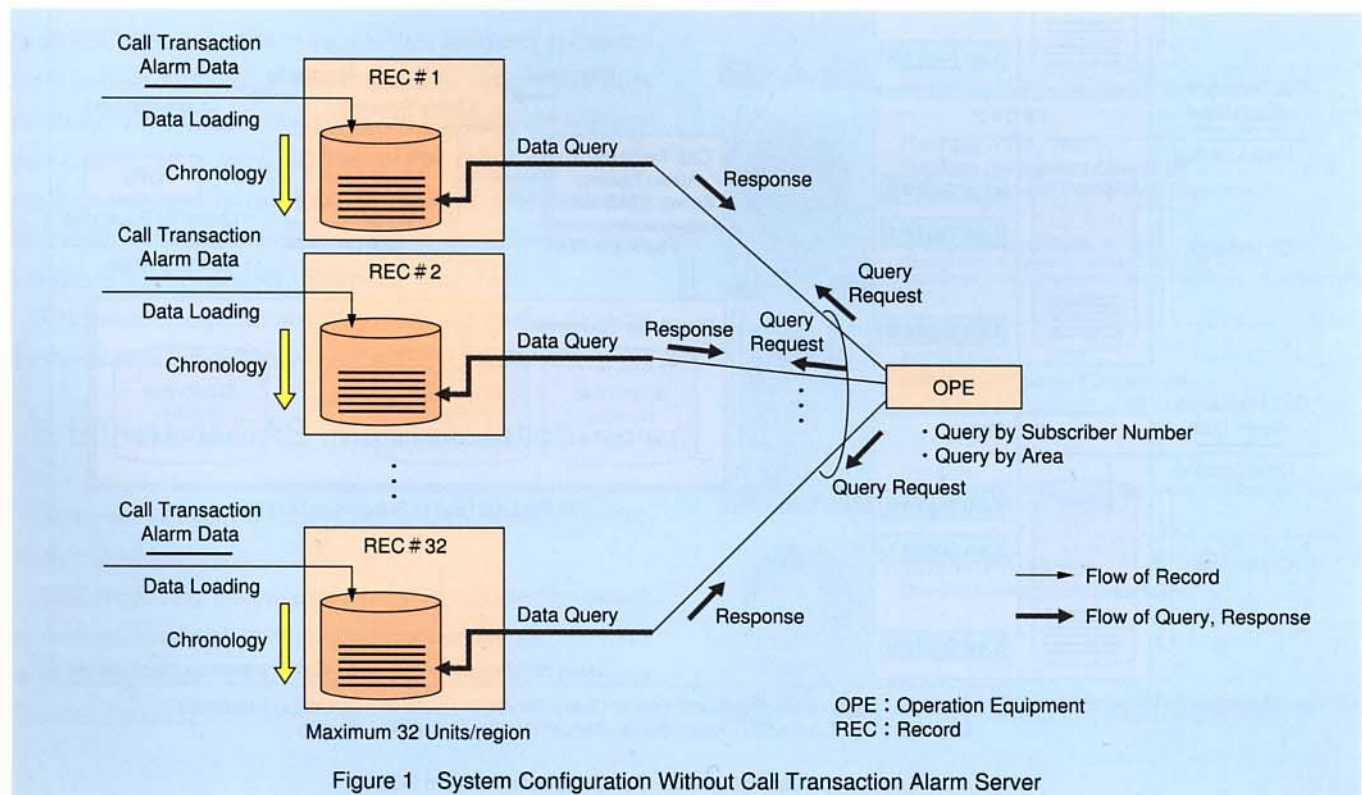 Call Transaction
Alarm Data
Data Loading
Chronology
REC # 1
Data Query
Response
Query
Request
Call Transaction
Alarm Data
Data Loading
Chronology
REC # 2
Data Query
Response
Query
Request
OPE
・Query by Subscriber Number
・Query by Area
Query Request
Call Transaction
Alarm Data
Data Loading
Chronology
REC # 32
Data Query
Response
Maximum 32 Units/region
Flow of Record
Flow of Query, Response
OPE : Operation Equipment
REC : Record
Figure 1 System Configuration Without Call Transaction Alarm Server